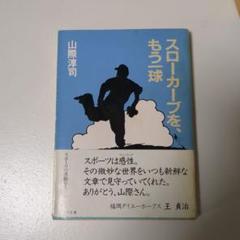 スローカーブを、
もう一球
山際淳司
スポーツは感性。
その微妙な世界をいつも新鮮な
文章で見守っていてくれた。
ありがとう、山際さん。
福岡ダイエーホークス 王 貞治